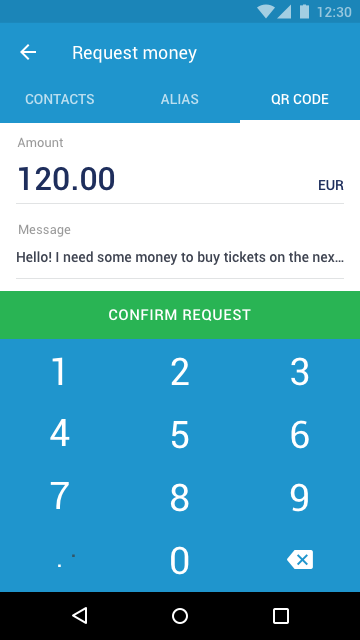 12:30
Request money
CONTACTS ALIAS QR CODE
Amount
120.00 EUR
Message
Hello! I need some money to buy tickets on the nex...
CONFIRM REQUEST
1 2 3
4 5 6
7 8 9
. 0